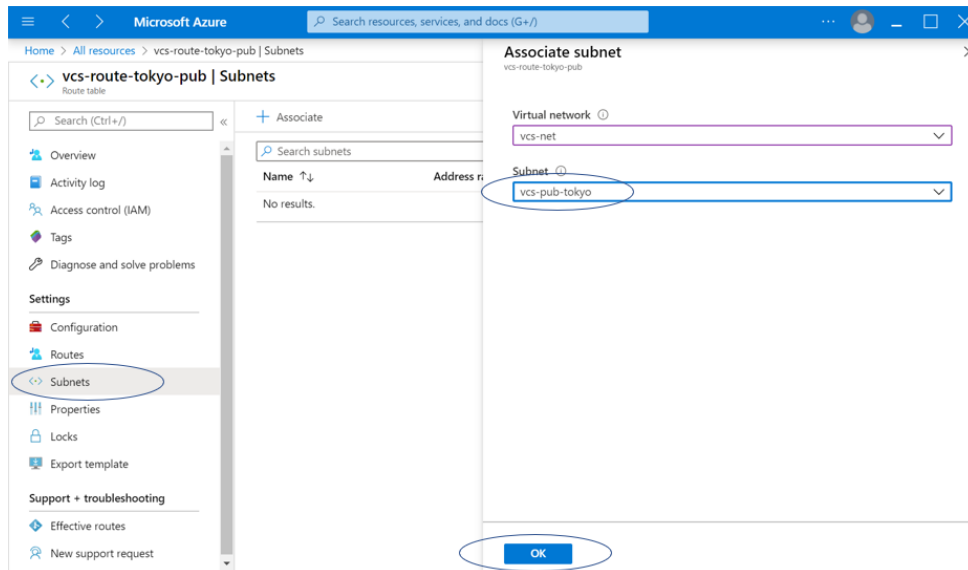 Microsoft Azure
Search resources, services, and docs (G+/)
Home > All resources > vcs-route-tokyo-pub | Subnets
vcs-route-tokyo-pub | Subnets
Route table
Search (Ctrl+/)
Overview
Activity log
Access control (IAM)
Tags
Diagnose and solve problems
Settings
Configuration
Routes
Subnets
Properties
Locks
Export template
Support + troubleshooting
Effective routes
New support request
+ Associate
Search subnets
Name ↑↓ Address ra
No results.
Associate subnet
vcs-route-tokyo-pub
Virtual network
vcs-net
Subnet
vcs-pub-tokyo
OK